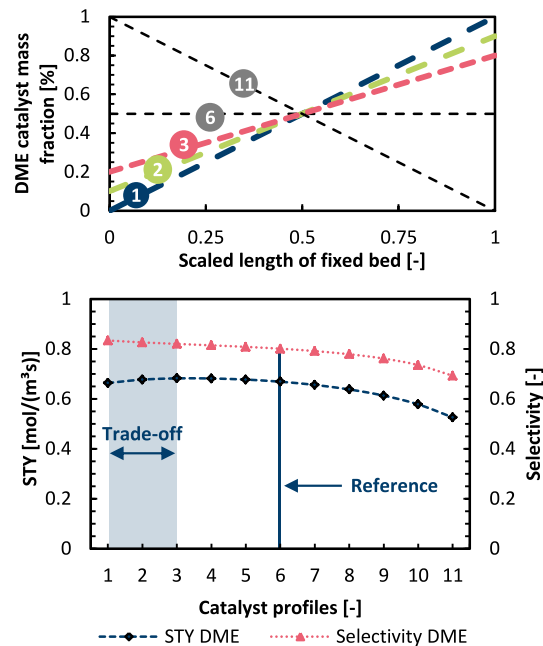 DME catalyst mass
fraction [%]
1
0.8
0.6
0.4
0.2
0
11
6
3
2
1
0 0.25 0.5 0.75 1
Scaled length of fixed bed [-]
STY [mol/(m³s)]
1
0.8
0.6
0.4
0.2
0
Trade-off
Reference
1
0.8
0.6
0.4
0.2
0
Selectivity [-]
1 2 3 4 5 6 7 8 9 10 11
Catalyst profiles [-]
STY DME Selectivity DME